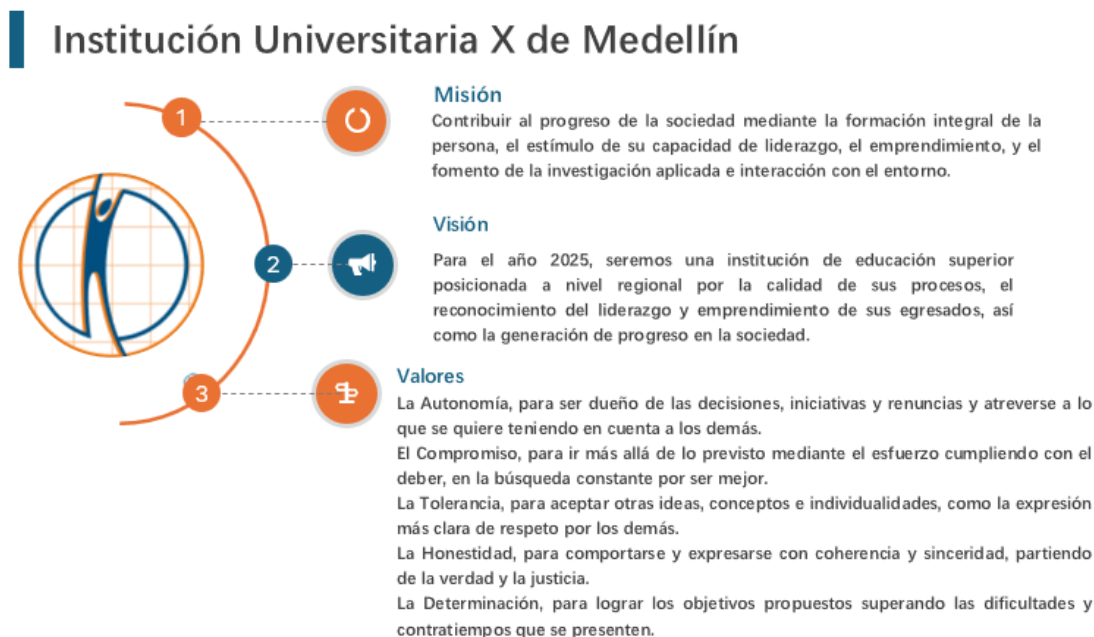 Institución Universitaria X de Medellín
1
Misión
Contribuir al progreso de la sociedad mediante la formación integral de la
persona, el estímulo de su capacidad de liderazgo, el emprendimiento, y el
fomento de la investigación aplicada e interacción con el entorno.
2
Visión
Para el año 2025, seremos una institución de educación superior
posicionada a nivel regional por la calidad de sus procesos, el
reconocimiento del liderazgo y emprendimiento de sus egresados, así
como la generación de progreso en la sociedad.
3
Valores
La Autonomía, para ser dueño de las decisiones, iniciativas y renuncias y atreverse a lo
que se quiere teniendo en cuenta a los demás.
El Compromiso, para ir más allá de lo previsto mediante el esfuerzo cumpliendo con el
deber, en la búsqueda constante por ser mejor.
La Tolerancia, para aceptar otras ideas, conceptos e individualidades, como la expresión
más clara de respeto por los demás.
La Honestidad, para comportarse y expresarse con coherencia y sinceridad, partiendo
de la verdad y la justicia.
La Determinación, para lograr los objetivos propuestos superando las dificultades y
contratiempos que se presenten.